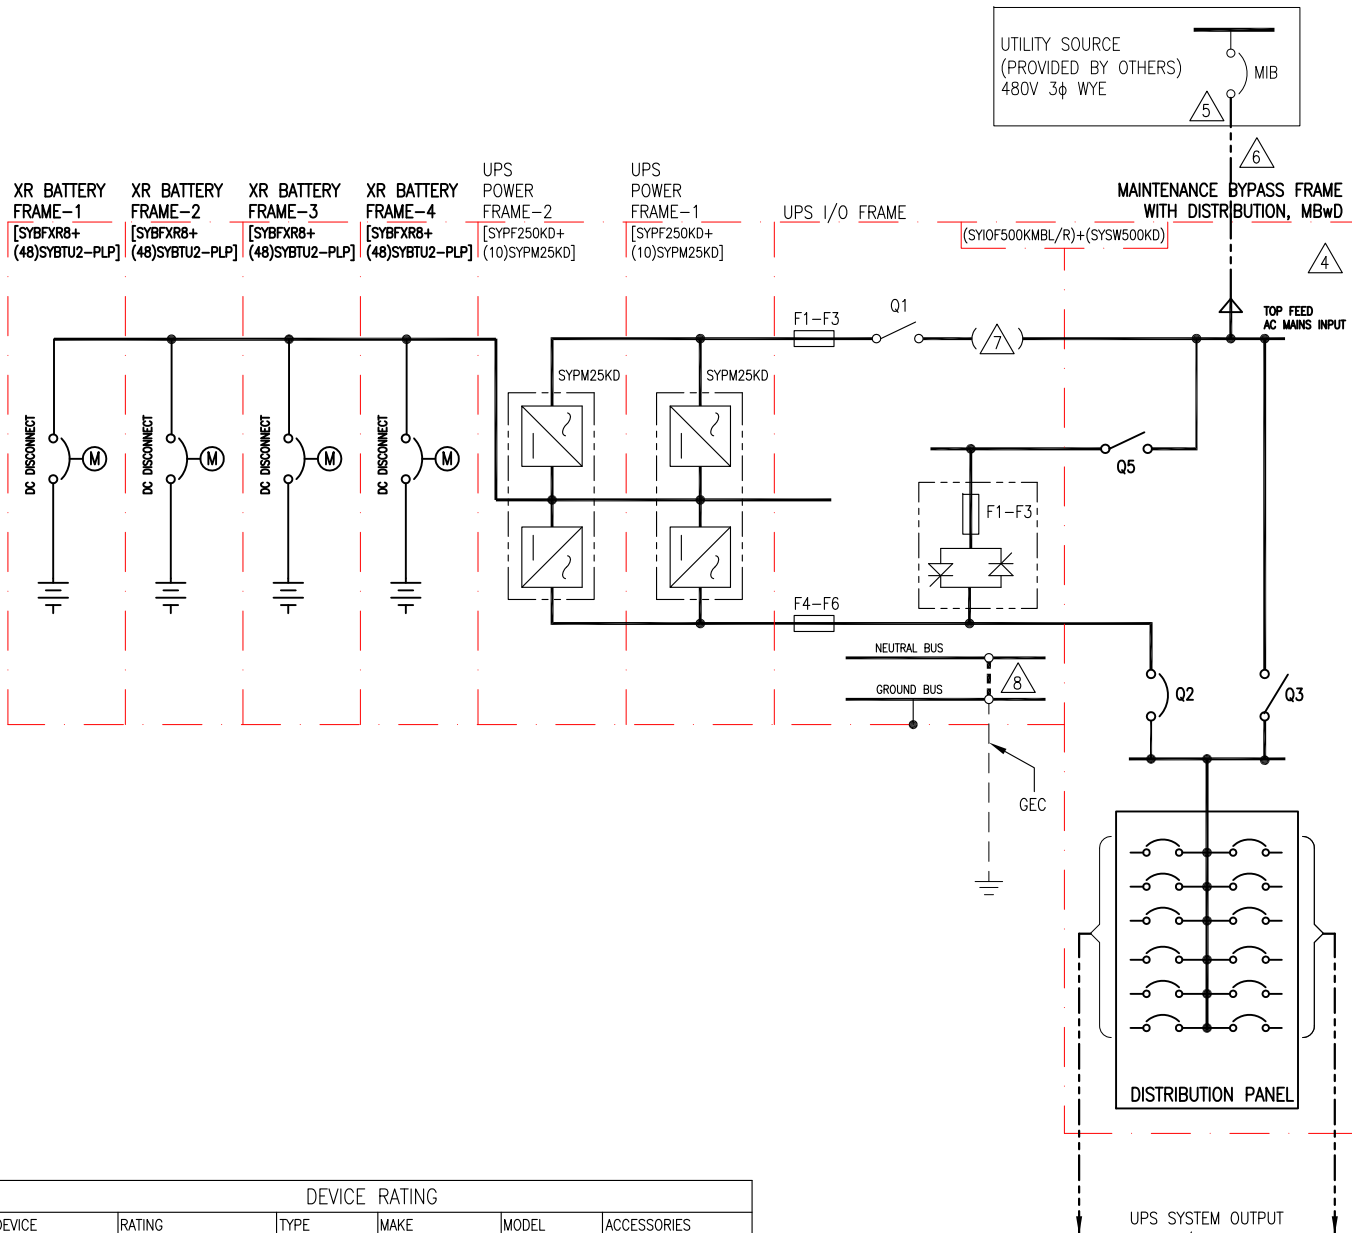 UTILITY SOURCE
(PROVIDED BY OTHERS)
480V 3ϕ WYE
MIB
5
6
XR BATTERY
FRAME-1
[SYBFXR8+
(48)SYBTU2-PLP]
XR BATTERY
FRAME-2
[SYBFXR8+
(48)SYBTU2-PLP]
XR BATTERY
FRAME-3
[SYBFXR8+
(48)SYBTU2-PLP]
XR BATTERY
FRAME-4
[SYBFXR8+
(48)SYBTU2-PLP]
UPS
POWER
FRAME-2
[SYPF250KD+
(10)SYPM25KD]
UPS
POWER
FRAME-1
[SYPF250KD+
(10)SYPM25KD]
UPS I/O FRAME
(SYIOF500KMBL/R)+(SYSW500KD)
MAINTENANCE BYPASS FRAME
WITH DISTRIBUTION, MBwD
4
TOP FEED
AC MAINS INPUT
F1-F3
Q1
7
SYPM25KD
SYPM25KD
DC DISCONNECT
M
DC DISCONNECT
M
DC DISCONNECT
M
DC DISCONNECT
M
Q5
F1-F3
F4-F6
NEUTRAL BUS
GROUND BUS
8
Q2
Q3
GEC
DISTRIBUTION PANEL
UPS SYSTEM OUTPUT
DEVICE RATING
DEVICE
RATING
TYPE
MAKE
MODEL
ACCESSORIES